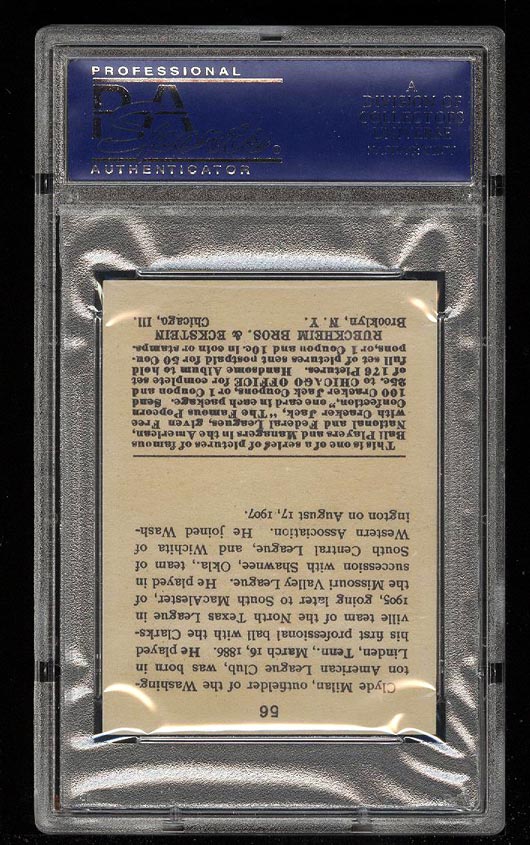 PROFESSIONAL
PSA
Sports
AUTHENTICATOR
A
DIVISION OF
COLLECTORS
UNIVERSE
56
Clyde Milan, outfielder, of the Washing-
ton American League Club, was born in
Linden, Tenn., March 16, 1886. He played
his first professional ball with the Clarks-
ville team of the North Texas League in
1905, going later to South MacAlester, of
the Missouri Valley League. He played in
succession with Shawnee, Okla., team of
South Central League, and Wichita of
Western Association. He joined Wash-
ington on August 17, 1907.
This is one of a series of pictures of famous
Ball Players and Managers in the American,
National and Federal Leagues, given Free
with Cracker Jack, "The Famous Popcorn
Confection," one card in each package. Send
100 Cracker Jack Coupons, or 1 Coupon and
25c. to CHICAGO OFFICE for complete set
of 176 Pictures. Handsome Album to hold
full set of pictures sent postpaid for 50 Cou-
pons, or 1 Coupon and 10c. in coin or stamps.
RUECKHEIM BROS. & ECKSTEIN
Brooklyn, N. Y. Chicago, Ill.